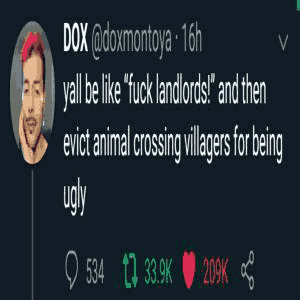 DOX @doxmontoya · 16h
yall be like “fuck landlords!” and then
evict animal crossing villagers for being
ugly
534 33.9K 209K